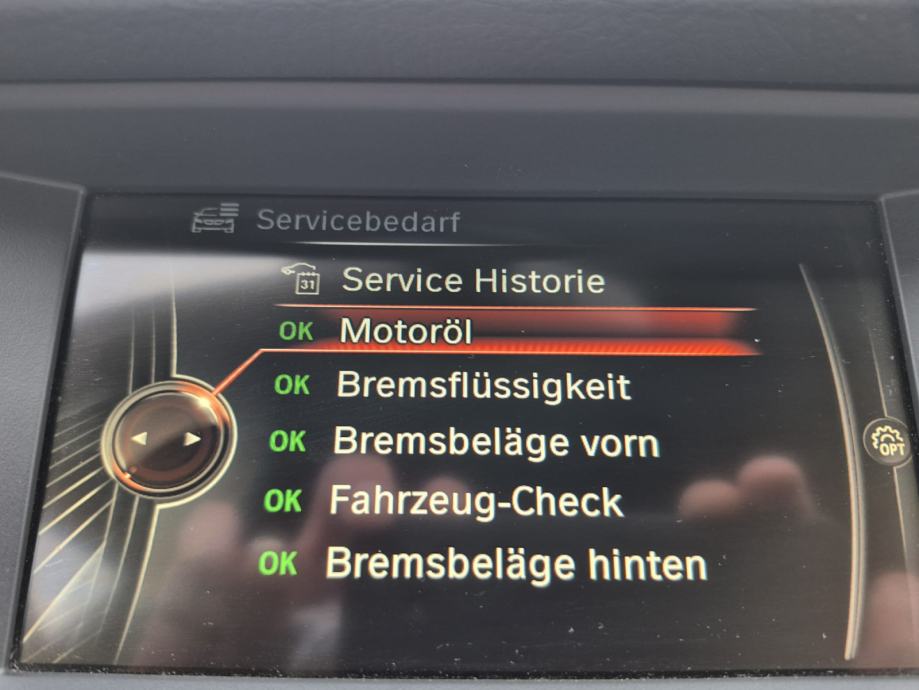 Servicebedarf
31 Service Historie
OK Motoröl
OK Bremsflüssigkeit
OK Bremsbeläge vorn
OPT
OK Fahrzeug-Check
OK Bremsbeläge hinten